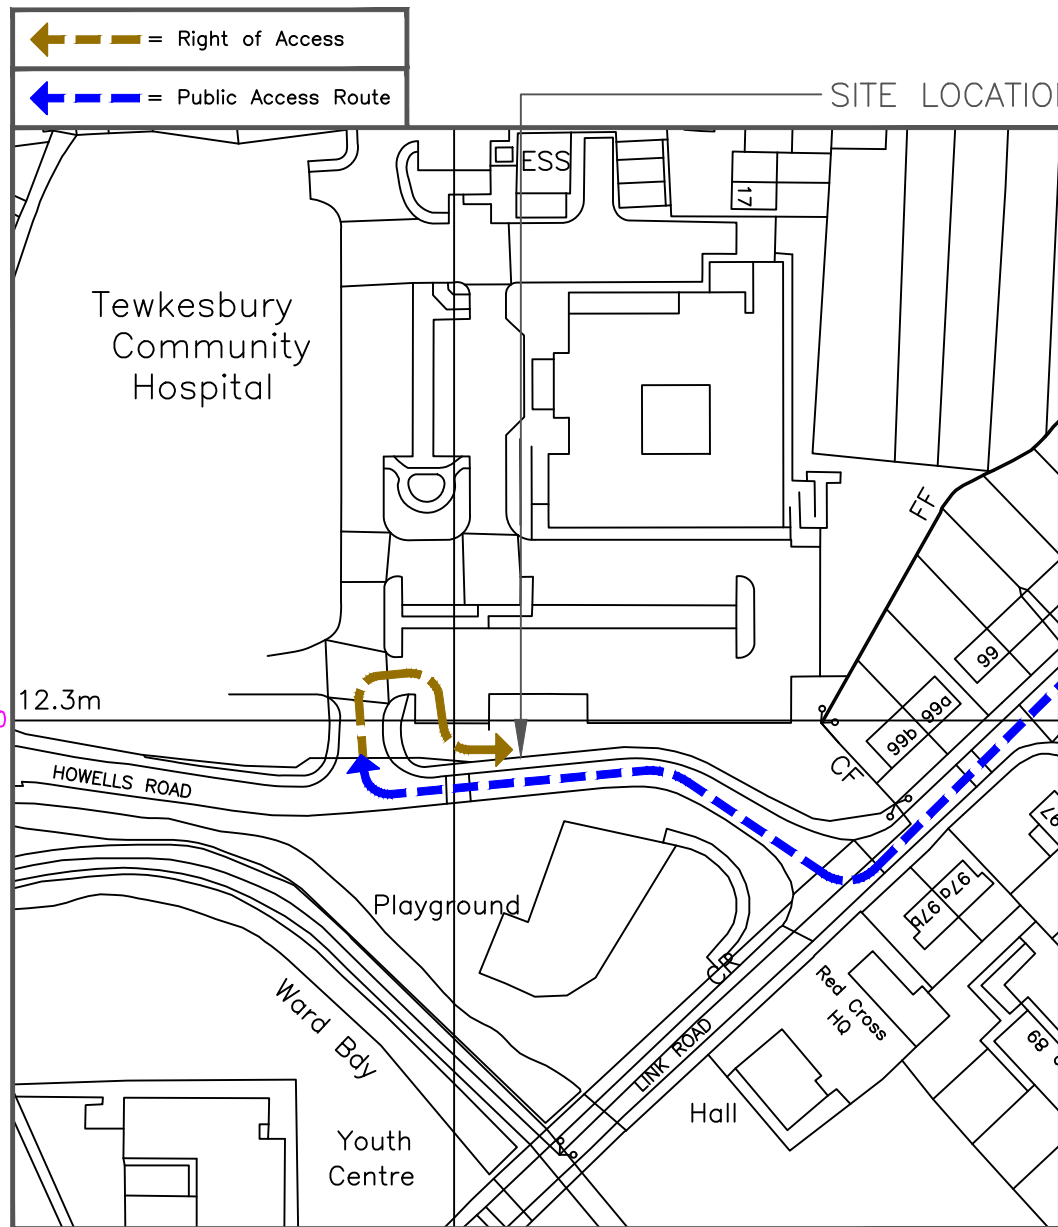 = Right of Access
= Public Access Route
SITE LOCATIO
ESS
17
Tewkesbury
Community
Hospital
FF
99
99a
99b
12.3m
CF
HOWELLS ROAD
97a
97b
Playground
CR
Red Cross
HQ
Ward Bdy
LINK ROAD
89
Hall
Youth
Centre